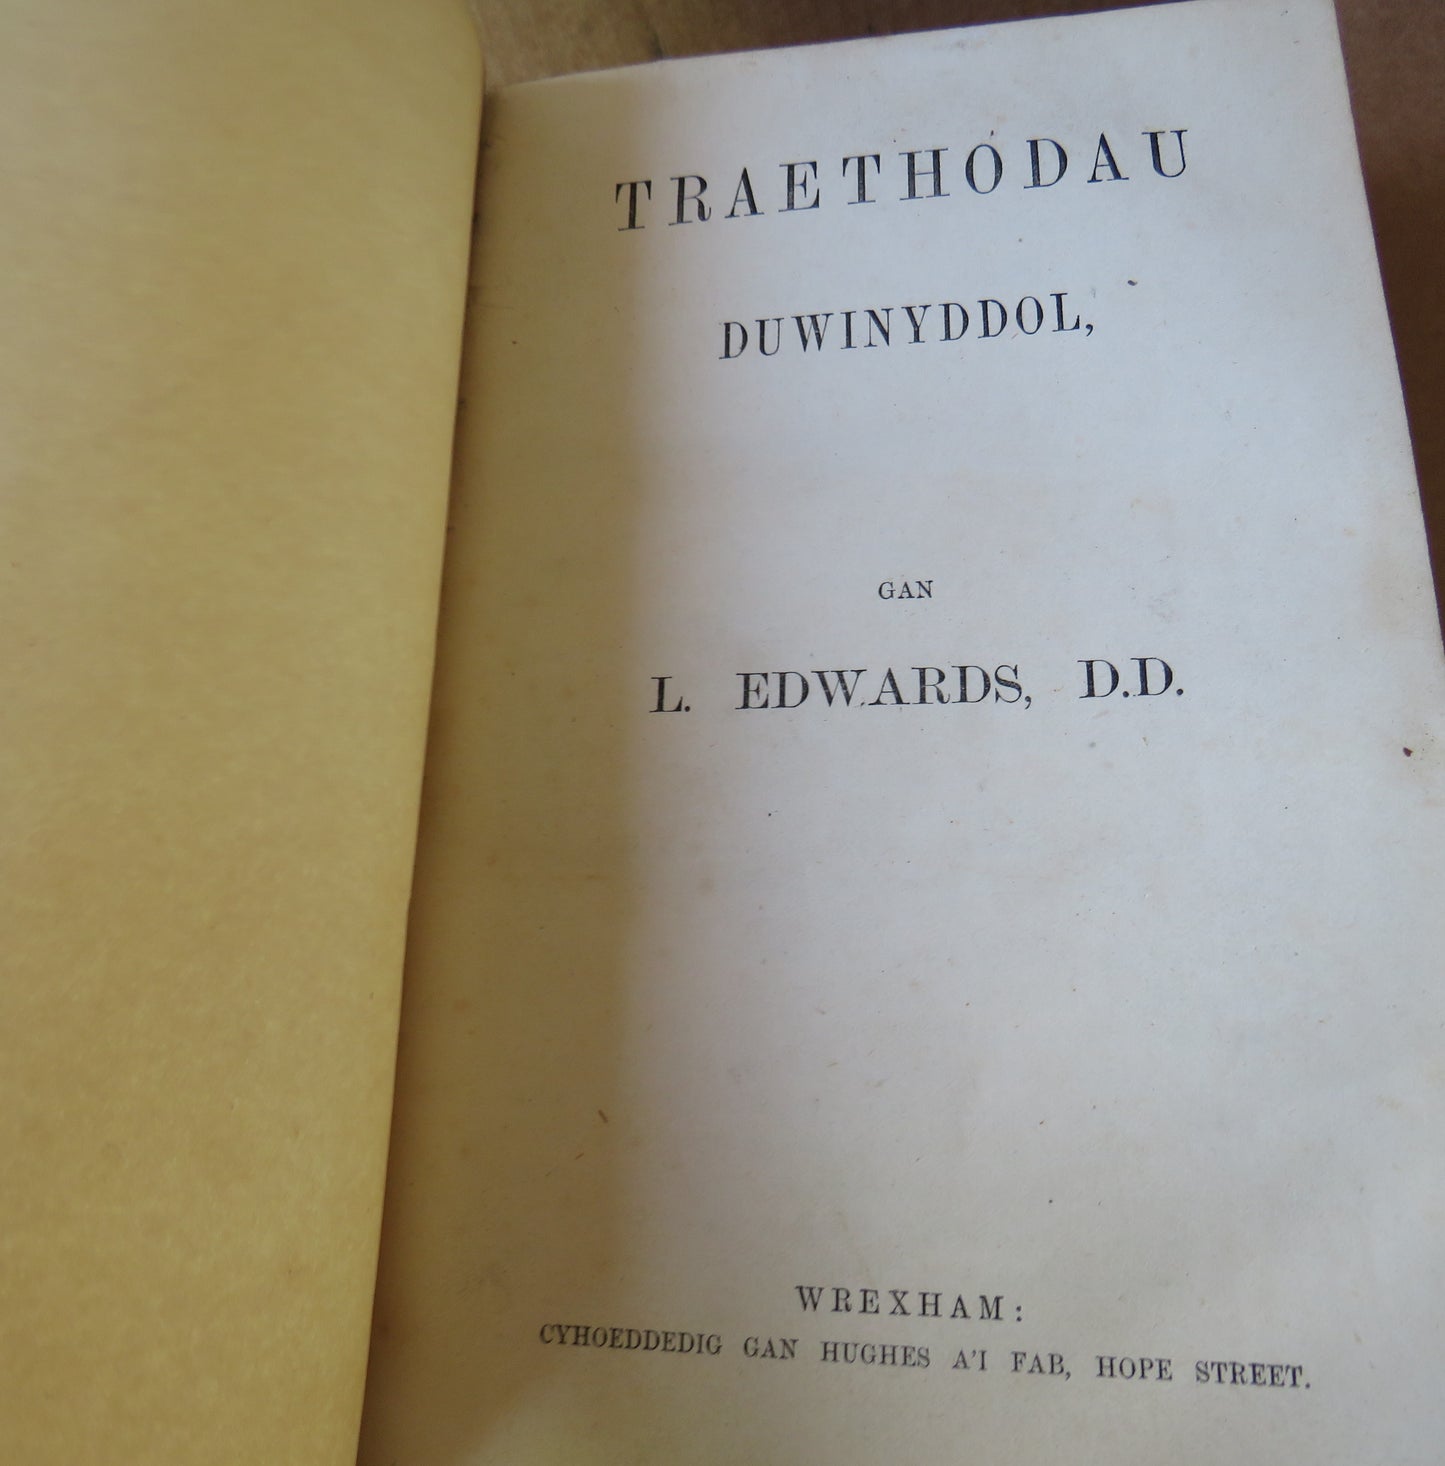 TRAETHODAU
DUWINYDDOL,
GAN
L. EDWARDS, D.D.
WREXHAM:
CYHOEDDEDIG GAN HUGHES A'I FAB, HOPE STREET.